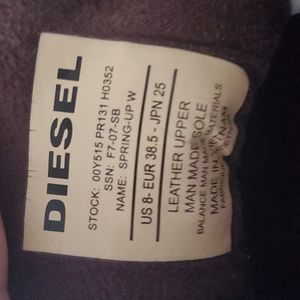 DIESEL
STOCK: 00Y515 PR131 H0352
SSN: F7-07-SB
NAME: SPRING-UP W
US 8- EUR 38.5 - JPN 25
LEATHER UPPER
MAN MADE SOLE
BALANCE MAN MADE MATERIALS